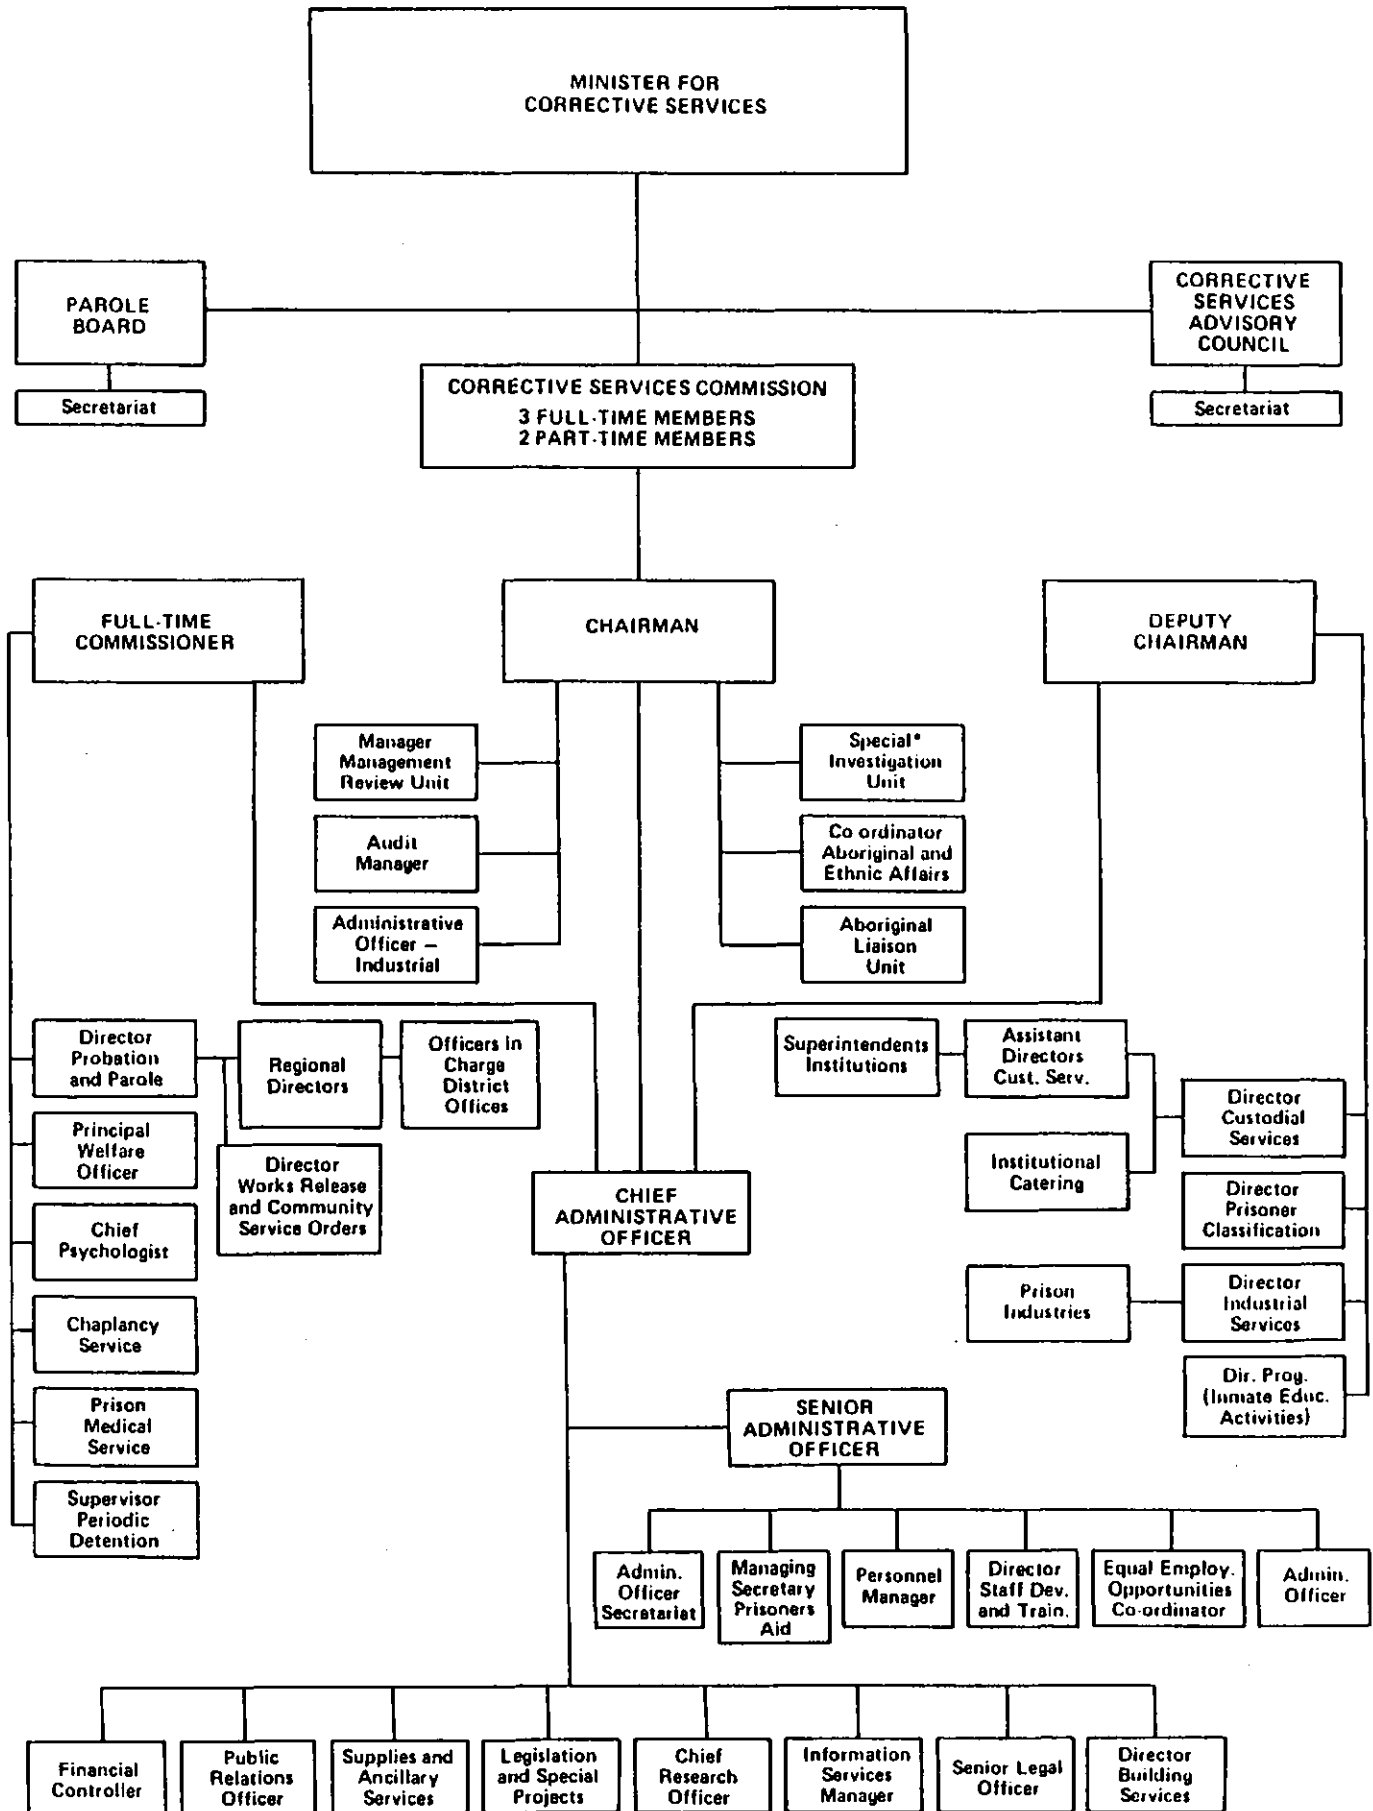 MINISTER FOR
CORRECTIVE SERVICES
PAROLE
BOARD
Secretariat
CORRECTIVE
SERVICES
ADVISORY
COUNCIL
Secretariat
CORRECTIVE SERVICES COMMISSION
3 FULL-TIME MEMBERS
2 PART-TIME MEMBERS
FULL-TIME
COMMISSIONER
CHAIRMAN
DEPUTY
CHAIRMAN
Manager
Management
Review Unit
Audit
Manager
Administrative
Officer –
Industrial
Special*
Investigation
Unit
Co ordinator
Aboriginal and
Ethnic Affairs
Aboriginal
Liaison
Unit
Director
Probation
and Parole
Regional
Directors
Officers in
Charge
District
Offices
Principal
Welfare
Officer
Director
Works Release
and Community
Service Orders
Chief
Psychologist
Chaplancy
Service
Prison
Medical
Service
Supervisor
Periodic
Detention
CHIEF
ADMINISTRATIVE
OFFICER
Superintendents
Institutions
Assistant
Directors
Cust. Serv.
Institutional
Catering
Director
Custodial
Services
Director
Prisoner
Classification
Prison
Industries
Director
Industrial
Services
Dir. Prog.
(Inmate Educ.
Activities)
SENIOR
ADMINISTRATIVE
OFFICER
Admin.
Officer
Secretariat
Managing
Secretary
Prisoners
Aid
Personnel
Manager
Director
Staff Dev.
and Train.
Equal Employ.
Opportunities
Co-ordinator
Admin.
Officer
Financial
Controller
Public
Relations
Officer
Supplies and
Ancillary
Services
Legislation
and Special
Projects
Chief
Research
Officer
Information
Services
Manager
Senior Legal
Officer
Director
Building
Services